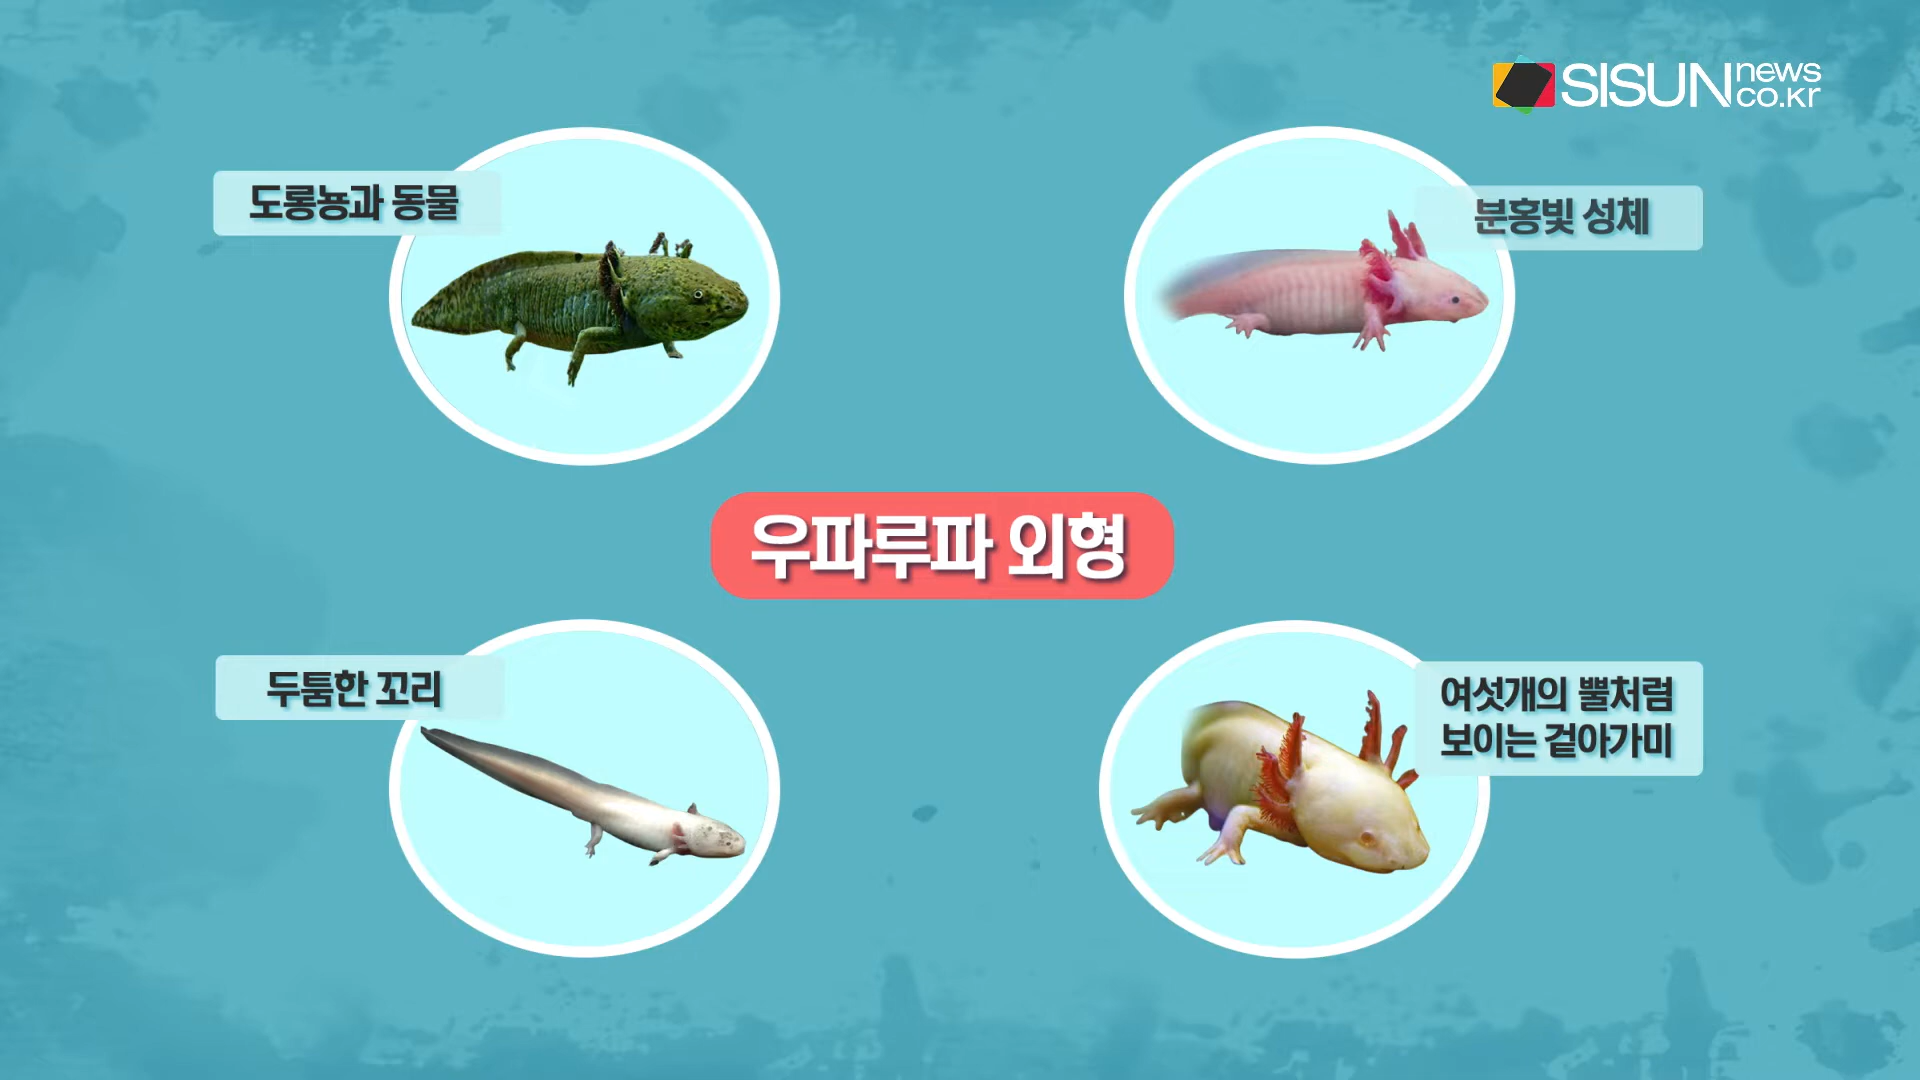 SISUN news
co.kr
도롱뇽과 동물
분홍빛 성체
우파루파 외형
두툼한 꼬리
여섯개의 뿔처럼
보이는 겉아가미